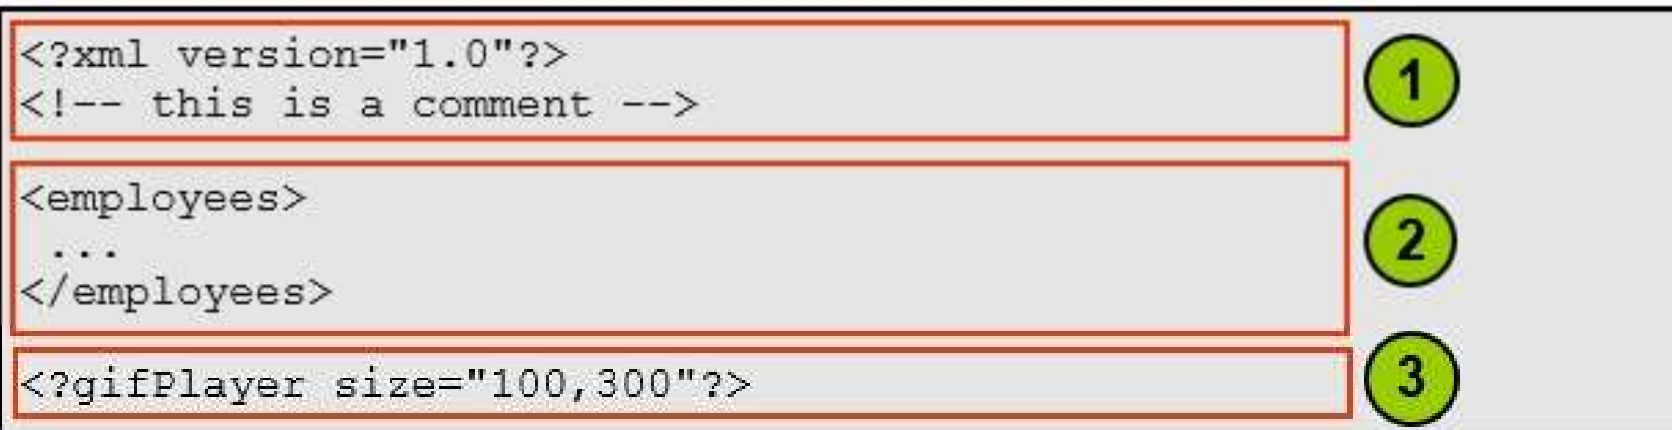 <?xml version="1.0"?>
<!-- this is a comment -->
1
<employees>
...
</employees>
2
<?gifPlayer size="100,300"?>
3